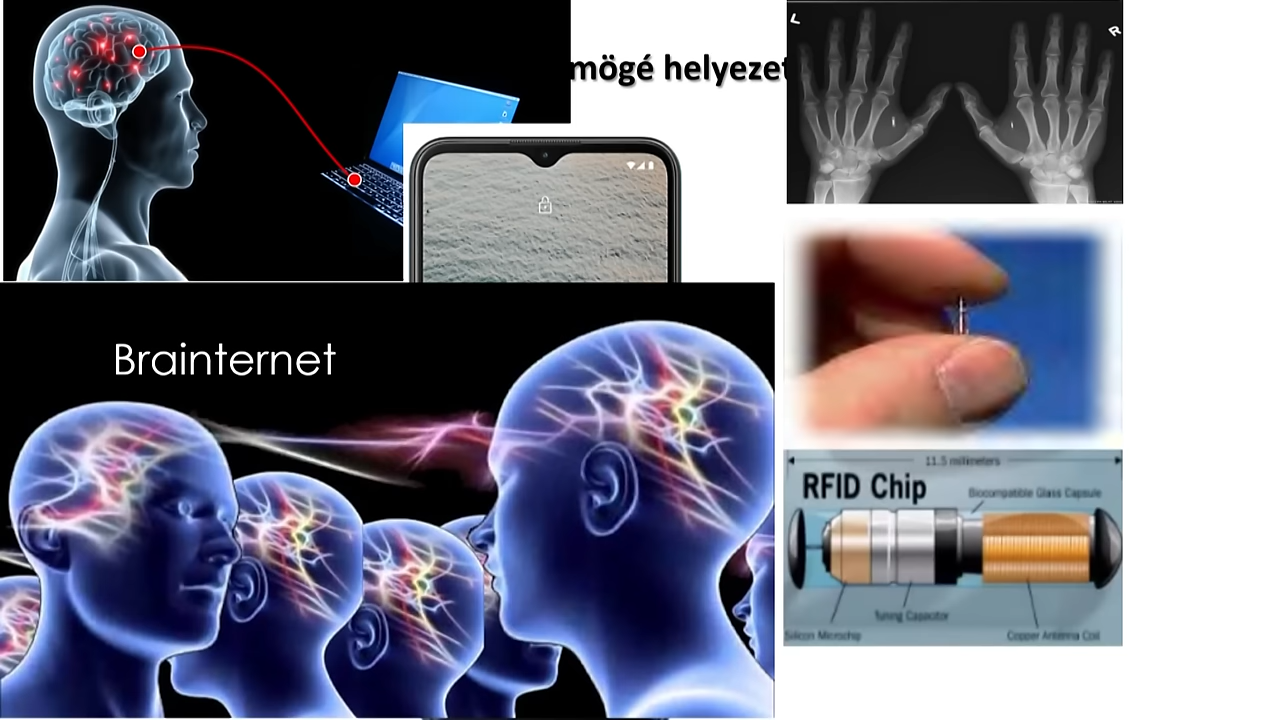 mögé helyezet
L
R
Brainternet
11.5 millimeters
RFID Chip
Biocompatible Glass Capsule
Tuning Capacitor
Silicon Microchip
Copper Antenna Coil